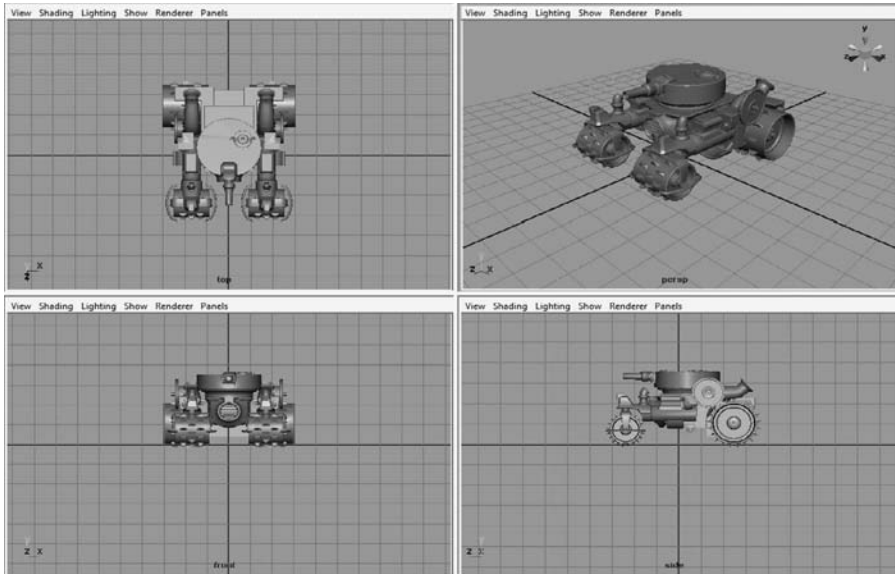 View Shading Lighting Show Renderer Panels
y
y
z x
z x
top
View Shading Lighting Show Renderer Panels
z x
persp
View Shading Lighting Show Renderer Panels
y
z x
front
View Shading Lighting Show Renderer Panels
z
side